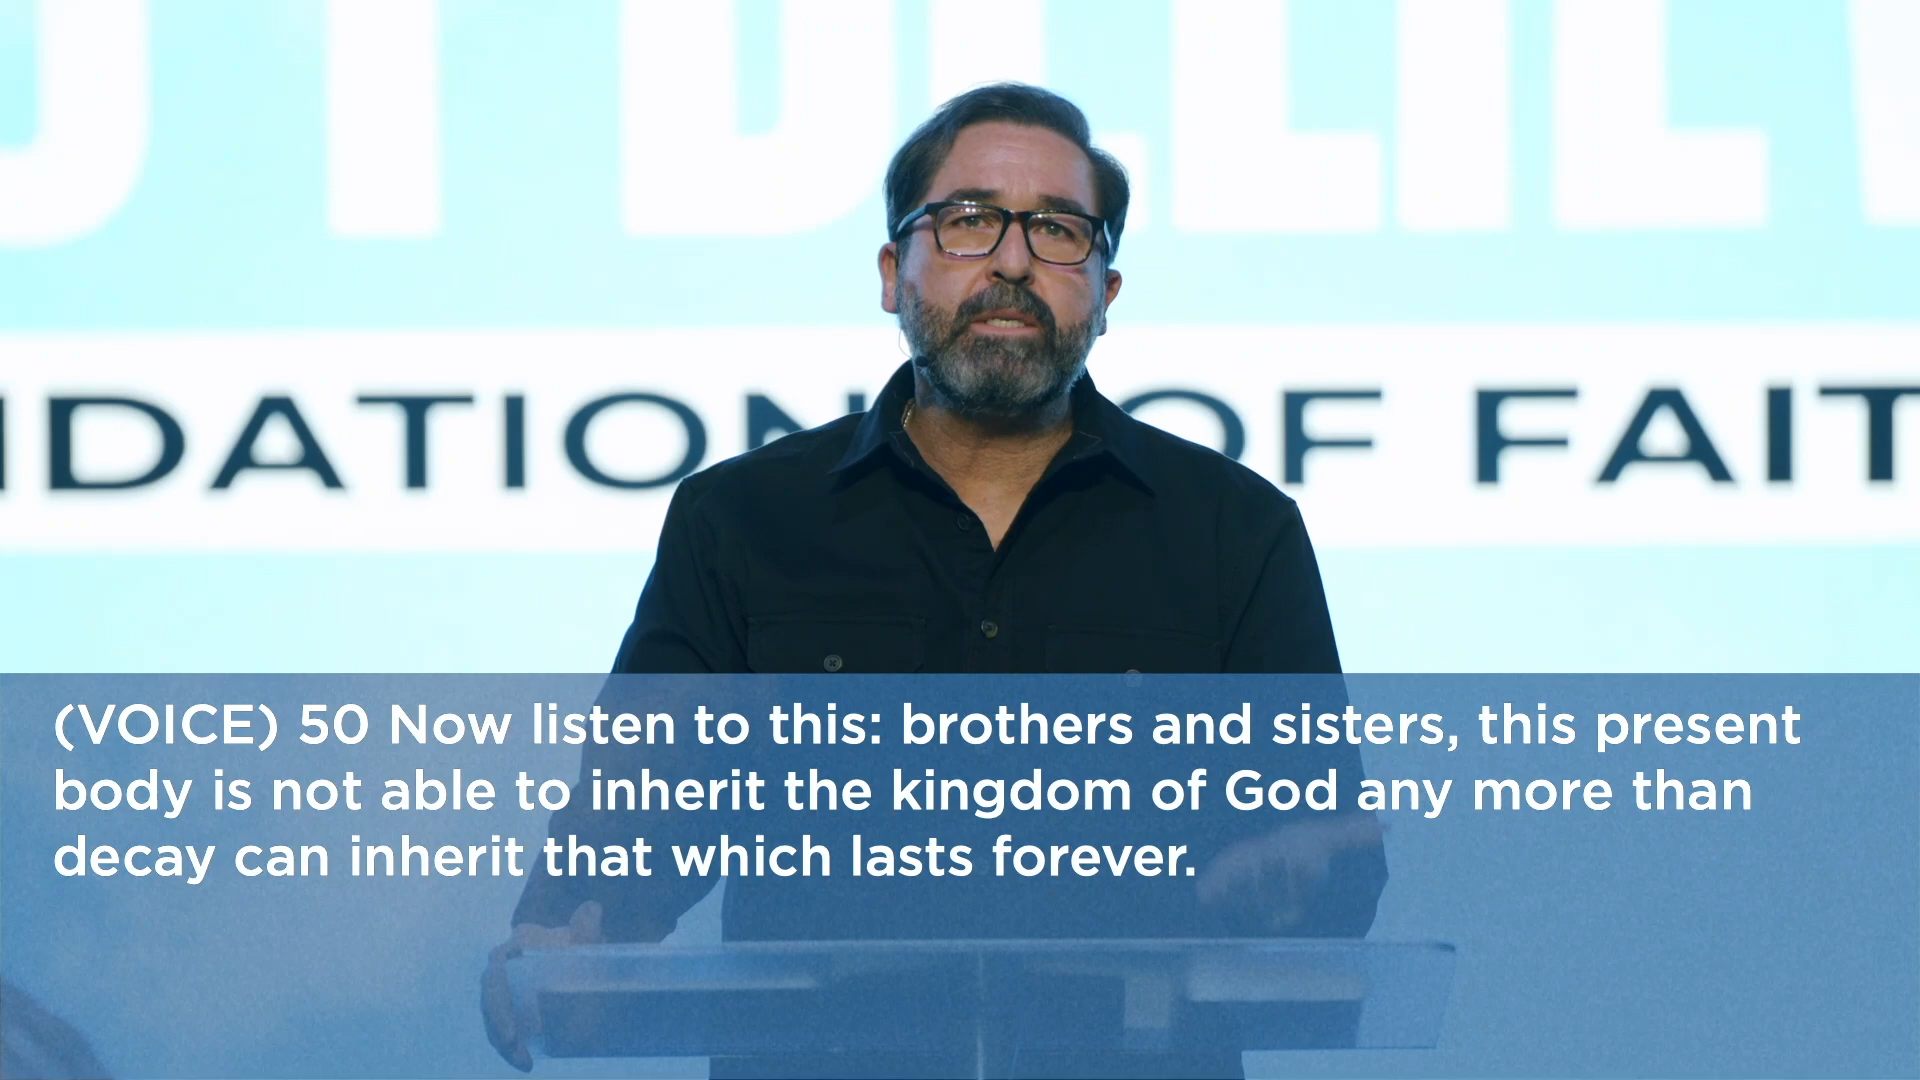 DATION OF FAIT
(VOICE) 50 Now listen to this: brothers and sisters, this present
body is not able to inherit the kingdom of God any more than
decay can inherit that which lasts forever.